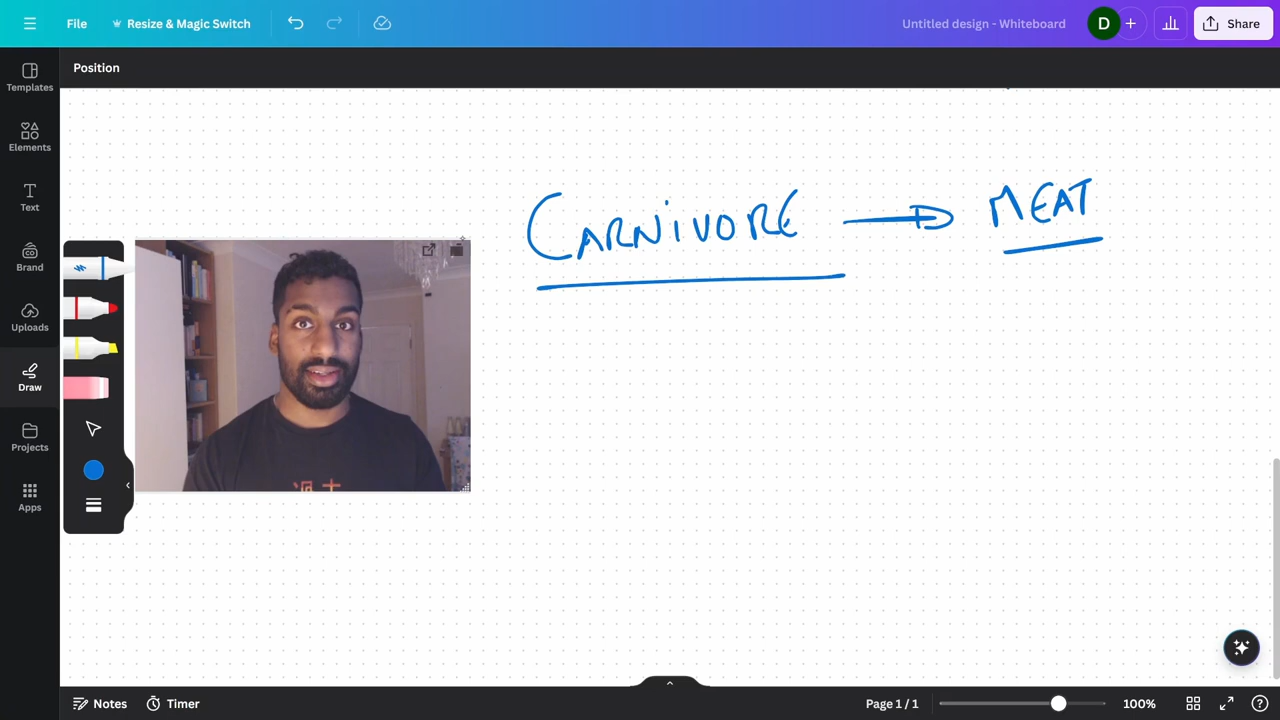 File
Resize & Magic Switch
Untitled design - Whiteboard
D
+
Share
Position
Templates
Elements
Text
Brand
Uploads
Draw
Projects
Apps
CARNiVORE → MEAT
Notes
Timer
Page 1 / 1
100%